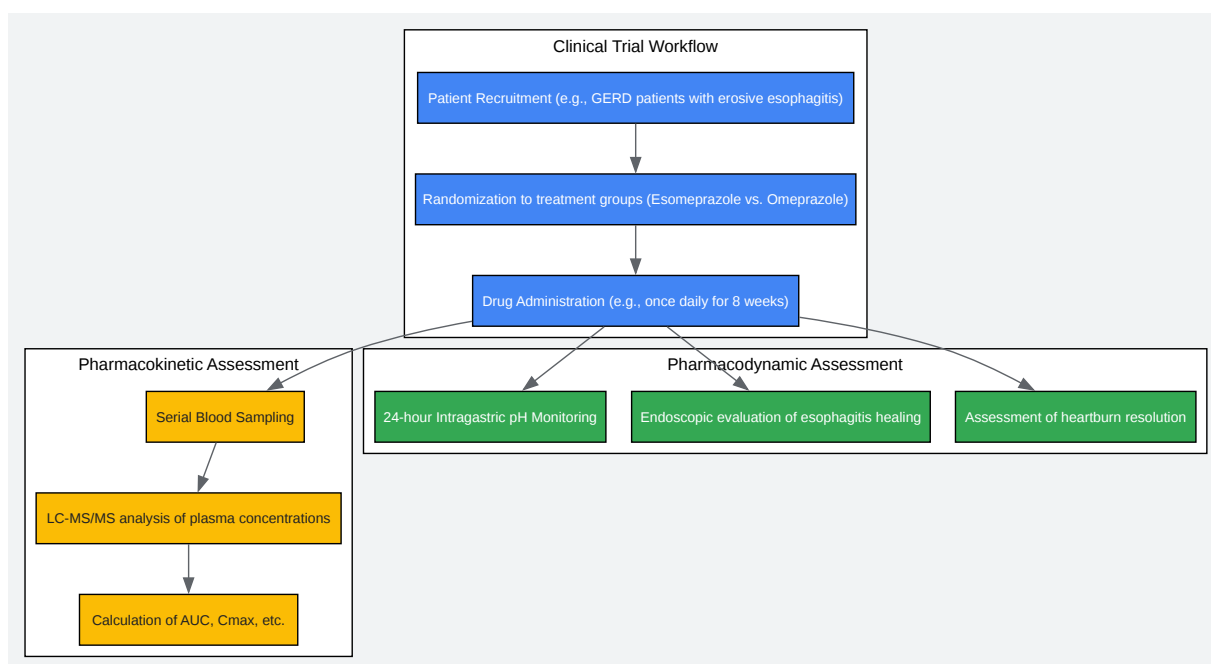 Clinical Trial Workflow
Patient Recruitment (e.g., GERD patients with erosive esophagitis)
Randomization to treatment groups (Esomeprazole vs. Omeprazole)
Drug Administration (e.g., once daily for 8 weeks)
Pharmacokinetic Assessment
Serial Blood Sampling
LC-MS/MS analysis of plasma concentrations
Calculation of AUC, Cmax, etc.
Pharmacodynamic Assessment
24-hour Intragastric pH Monitoring
Endoscopic evaluation of esophagitis healing
Assessment of heartburn resolution